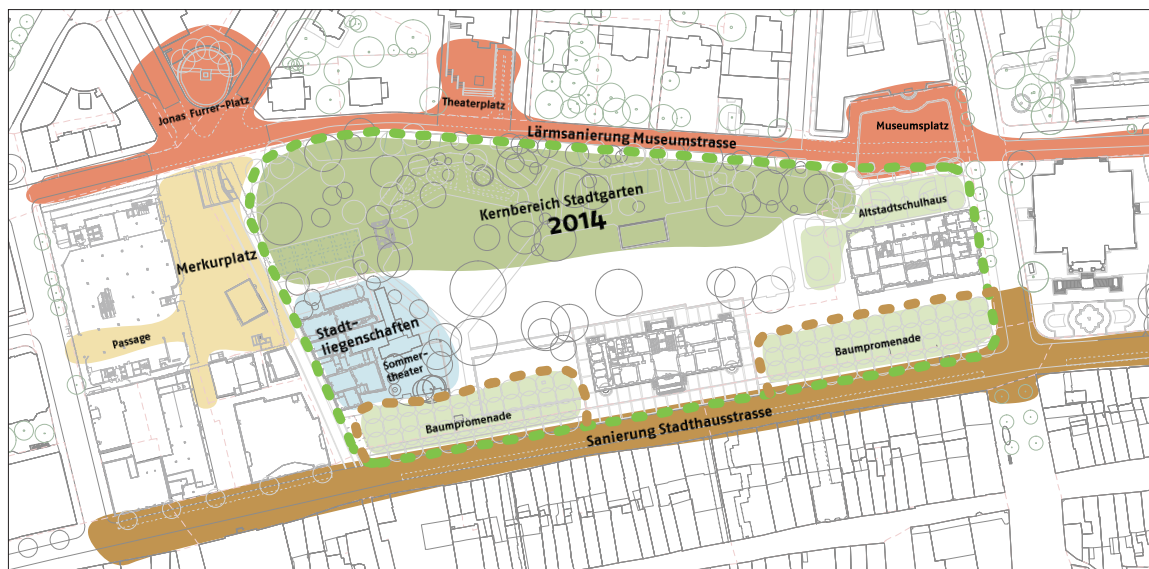 Jonas Furrer-Platz
Theaterplatz
Lärmsanierung Museumstrasse
Museumsplatz
Kernbereich Stadtgarten
2014
Altstadtschulhaus
Merkurplatz
Passage
Stadt-
liegenschaften
Sommer-
theater
Baumpromenade
Baumpromenade
Sanierung Stadthausstrasse